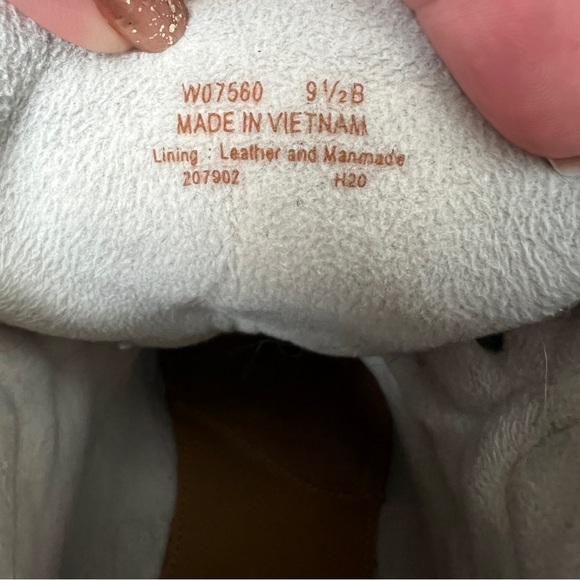 W07560 9 1/2 B
MADE IN VIETNAM
Lining : Leather and Manmade
207902 H20